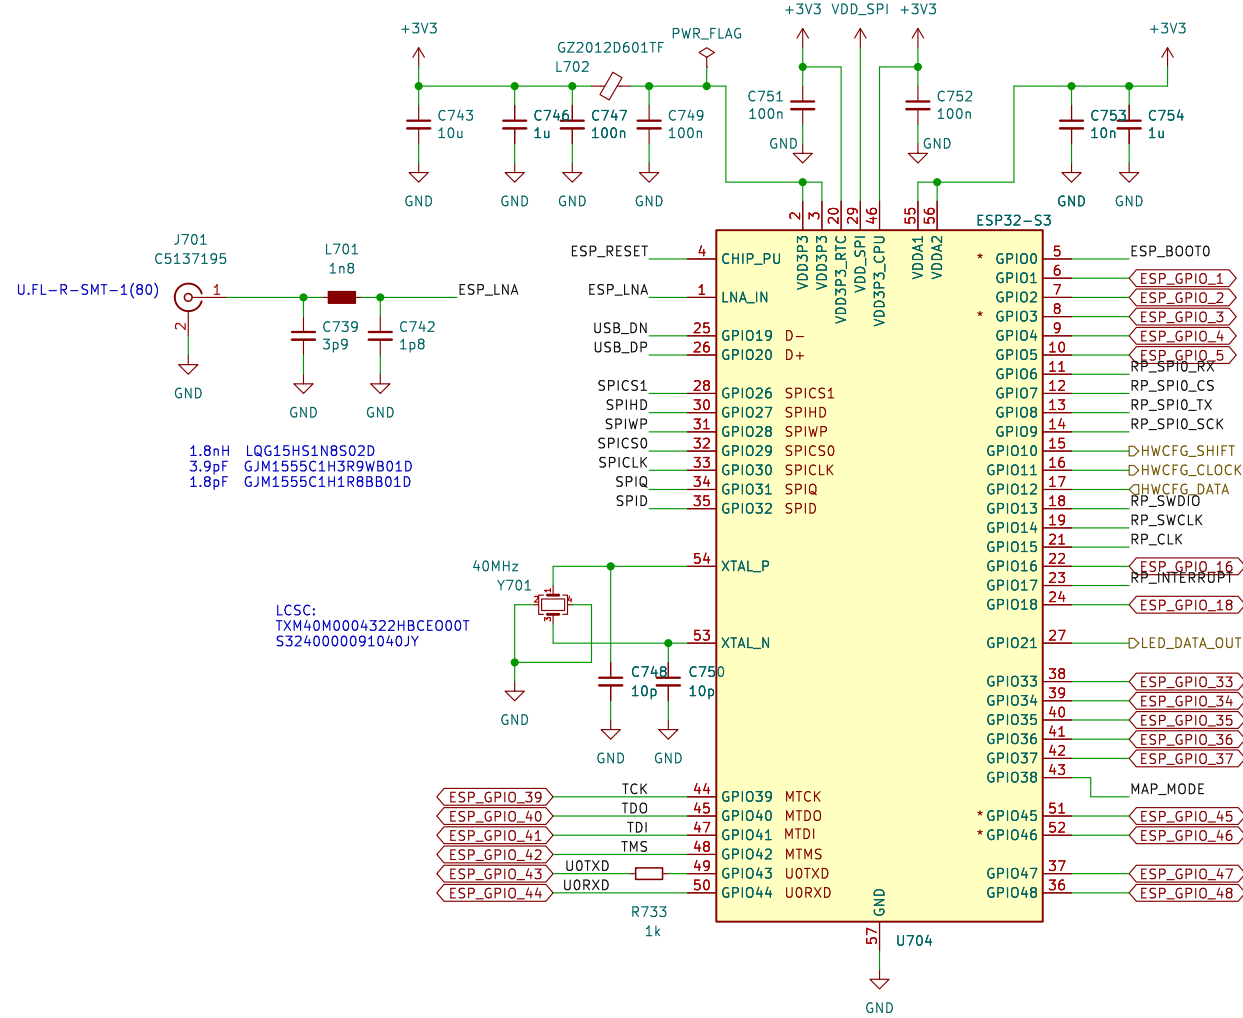 +3V3 VDD_SPI +3V3
+3V3
GZ2012D601TF
L702
PWR_FLAG
+3V3
C743
10u
C746
1u
C747
100n
C749
100n
C751
100n
C752
100n
C753
10n
C754
1u
GND
GND
GND
GND
GND
GND
GND
GND
2
3
20
29
46
55
56
ESP32-S3
VDD3P3
VDD3P3
VDD3P3_RTC
VDD_SPI
VDD3P3_CPU
VDDA1
VDDA2
J701
C5137195
U.FL-R-SMT-1(80)
1
2
GND
L701
1n8
ESP_LNA
C739
3p9
C742
1p8
GND
GND
1.8nH LQG15HS1N8S02D
3.9pF GJM1555C1H3R9WB01D
1.8pF GJM1555C1H1R8BB01D
ESP_RESET 4 CHIP_PU
ESP_LNA 1 LNA_IN
USB_DN 25 GPIO19 D-
USB_DP 26 GPIO20 D+
SPICS1 28 GPIO26 SPICS1
SPIHD 30 GPIO27 SPIHD
SPIWP 31 GPIO28 SPIWP
SPICS0 32 GPIO29 SPICS0
SPICLK 33 GPIO30 SPICLK
SPIQ 34 GPIO31 SPIQ
SPID 35 GPIO32 SPID
54 XTAL_P
53 XTAL_N
40MHz
Y701
1
2
4
3
LCSC:
TXM40M0004322HBCEO00T
S3240000091040JY
GND
C748
10p
C750
10p
GND
GND
ESP_GPIO_39 TCK 44 GPIO39 MTCK
ESP_GPIO_40 TDO 45 GPIO40 MTDO
ESP_GPIO_41 TDI 47 GPIO41 MTDI
ESP_GPIO_42 TMS 48 GPIO42 MTMS
ESP_GPIO_43 U0TXD 49 GPIO43 U0TXD
ESP_GPIO_44 U0RXD 50 GPIO44 U0RXD
R733
1k
* GPIO0 5 ESP_BOOT0
GPIO1 6 ESP_GPIO_1
GPIO2 7 ESP_GPIO_2
* GPIO3 8 ESP_GPIO_3
GPIO4 9 ESP_GPIO_4
GPIO5 10 ESP_GPIO_5
GPIO6 11 RP_SPI0_RX
GPIO7 12 RP_SPI0_CS
GPIO8 13 RP_SPI0_TX
GPIO9 14 RP_SPI0_SCK
GPIO10 15 HWCFG_SHIFT
GPIO11 16 HWCFG_CLOCK
GPIO12 17 HWCFG_DATA
GPIO13 18 RP_SWDIO
GPIO14 19 RP_SWCLK
GPIO15 21 RP_CLK
GPIO16 22 ESP_GPIO_16
GPIO17 23 RP_INTERRUPT
GPIO18 24 ESP_GPIO_18
GPIO21 27 LED_DATA_OUT
GPIO33 38 ESP_GPIO_33
GPIO34 39 ESP_GPIO_34
GPIO35 40 ESP_GPIO_35
GPIO36 41 ESP_GPIO_36
GPIO37 42 ESP_GPIO_37
GPIO38 43 MAP_MODE
* GPIO45 51 ESP_GPIO_45
* GPIO46 52 ESP_GPIO_46
GPIO47 37 ESP_GPIO_47
GPIO48 36 ESP_GPIO_48
GND
57
U704
GND